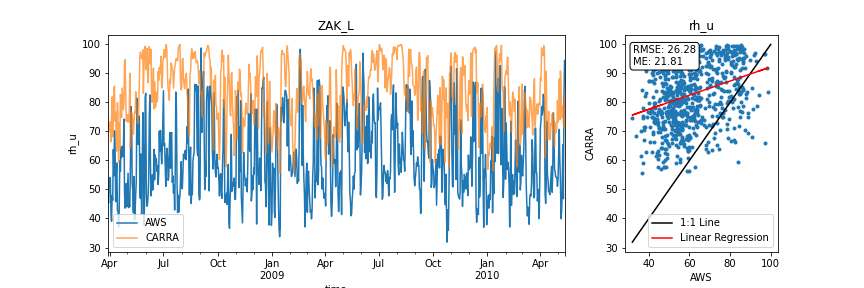 ZAK_L
rh_u
100
90
80
70
60
50
40
30
AWS
CARRA
Apr
Jul
Oct
Jan
2009
Apr
Jul
Oct
Jan
2010
Apr
rh_u
CARRA
100
90
80
70
60
50
40
30
RMSE: 26.28
ME: 21.81
1:1 Line
Linear Regression
40
60
80
100
AWS